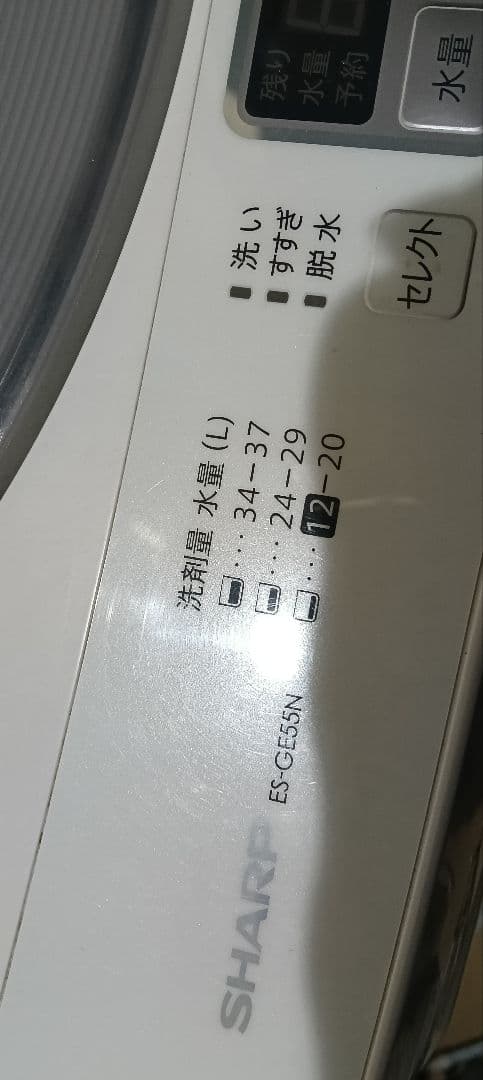 SHARP
ES-GE55N
洗剤量 水量(L)
･･･34-37
･･･24-29
･･･12-20
洗い
すすぎ
脱水
セレクト
残り
水量
予約
水量